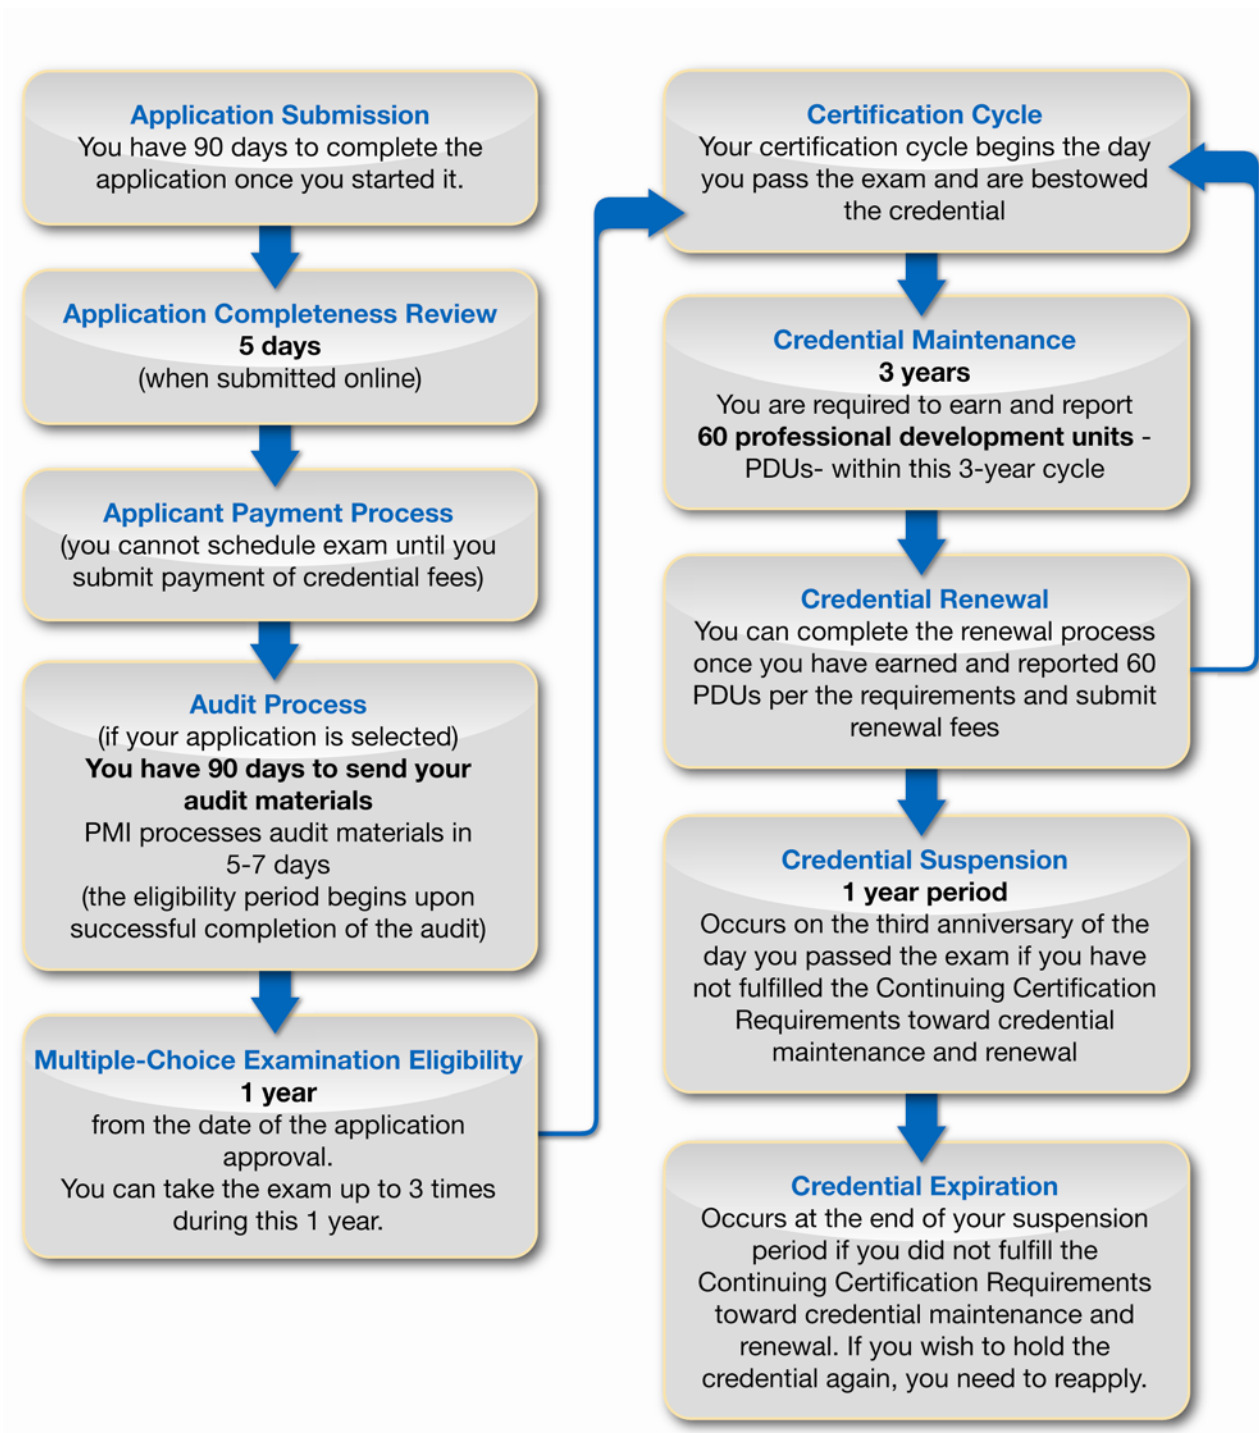 Application Submission
You have 90 days to complete the
application once you started it.
Application Completeness Review
5 days
(when submitted online)
Applicant Payment Process
(you cannot schedule exam until you
submit payment of credential fees)
Audit Process
(if your application is selected)
You have 90 days to send your
audit materials
PMI processes audit materials in
5-7 days
(the eligibility period begins upon
successful completion of the audit)
Multiple-Choice Examination Eligibility
1 year
from the date of the application
approval.
You can take the exam up to 3 times
during this 1 year.
Certification Cycle
Your certification cycle begins the day
you pass the exam and are bestowed
the credential
Credential Maintenance
3 years
You are required to earn and report
60 professional development units -
PDUs- within this 3-year cycle
Credential Renewal
You can complete the renewal process
once you have earned and reported 60
PDUs per the requirements and submit
renewal fees
Credential Suspension
1 year period
Occurs on the third anniversary of the
day you passed the exam if you have
not fulfilled the Continuing Certification
Requirements toward credential
maintenance and renewal
Credential Expiration
Occurs at the end of your suspension
period if you did not fulfill the
Continuing Certification Requirements
toward credential maintenance and
renewal. If you wish to hold the
credential again, you need to reapply.